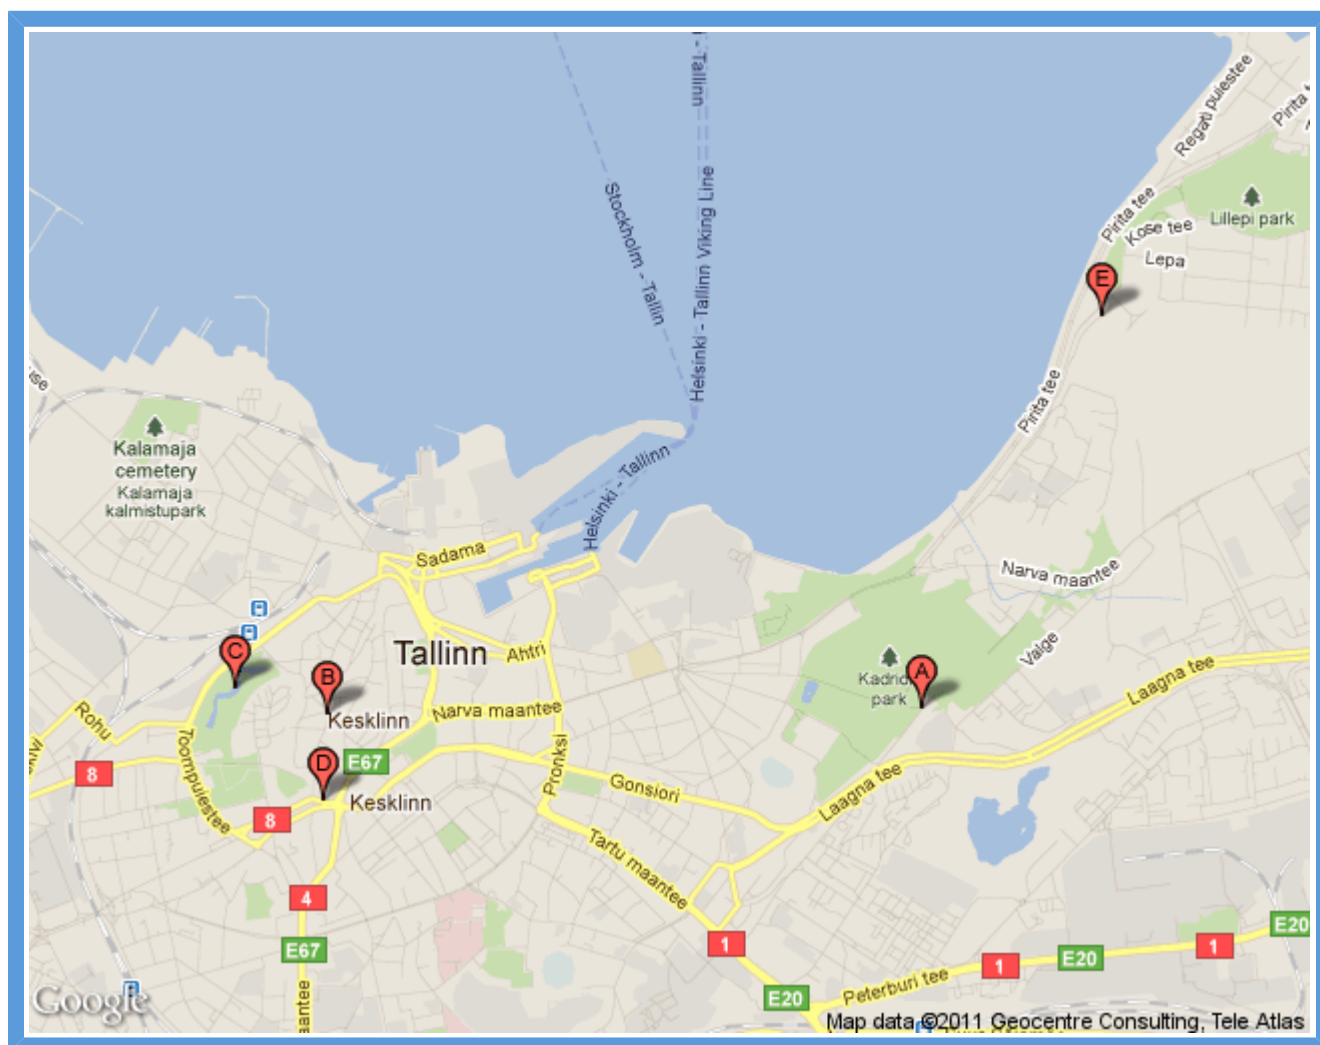 Tallinn -
Stockholm - Tallin
Helsinki - Tallinn Viking Line
Regati puiestee
Pirita
Pirita tee
Kose tee
Lillepi park
Lepa
E
Pirita tee
Kalamaja
cemetery
Kalamaja
kalmistupark
Helsinki - Tallinn
Sadama
Narva maantee
Tallinn
Ahtri
Valge
C
B
A
park
Laagna tee
Rohu
Kesklinn
Narva maantee
Toompuiestee
D
E67
8
Pronksi
Gonsiori
Kesklinn
Laagna tee
8
Tartu maantee
4
E67
1
E20
1
1
E20
E20
Peterburi tee
Google
Map data ©2011 Geocentre Consulting, Tele Atlas